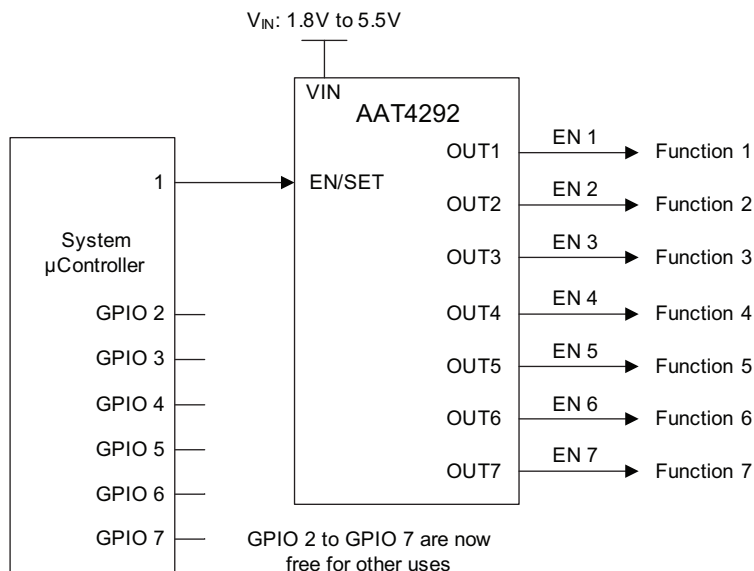 V_IN: 1.8V to 5.5V
VIN
AAT4292
1
EN/SET
System
µController
GPIO 2
GPIO 3
GPIO 4
GPIO 5
GPIO 6
GPIO 7
OUT1
EN 1
Function 1
OUT2
EN 2
Function 2
OUT3
EN 3
Function 3
OUT4
EN 4
Function 4
OUT5
EN 5
Function 5
OUT6
EN 6
Function 6
OUT7
EN 7
Function 7
GPIO 2 to GPIO 7 are now
free for other uses